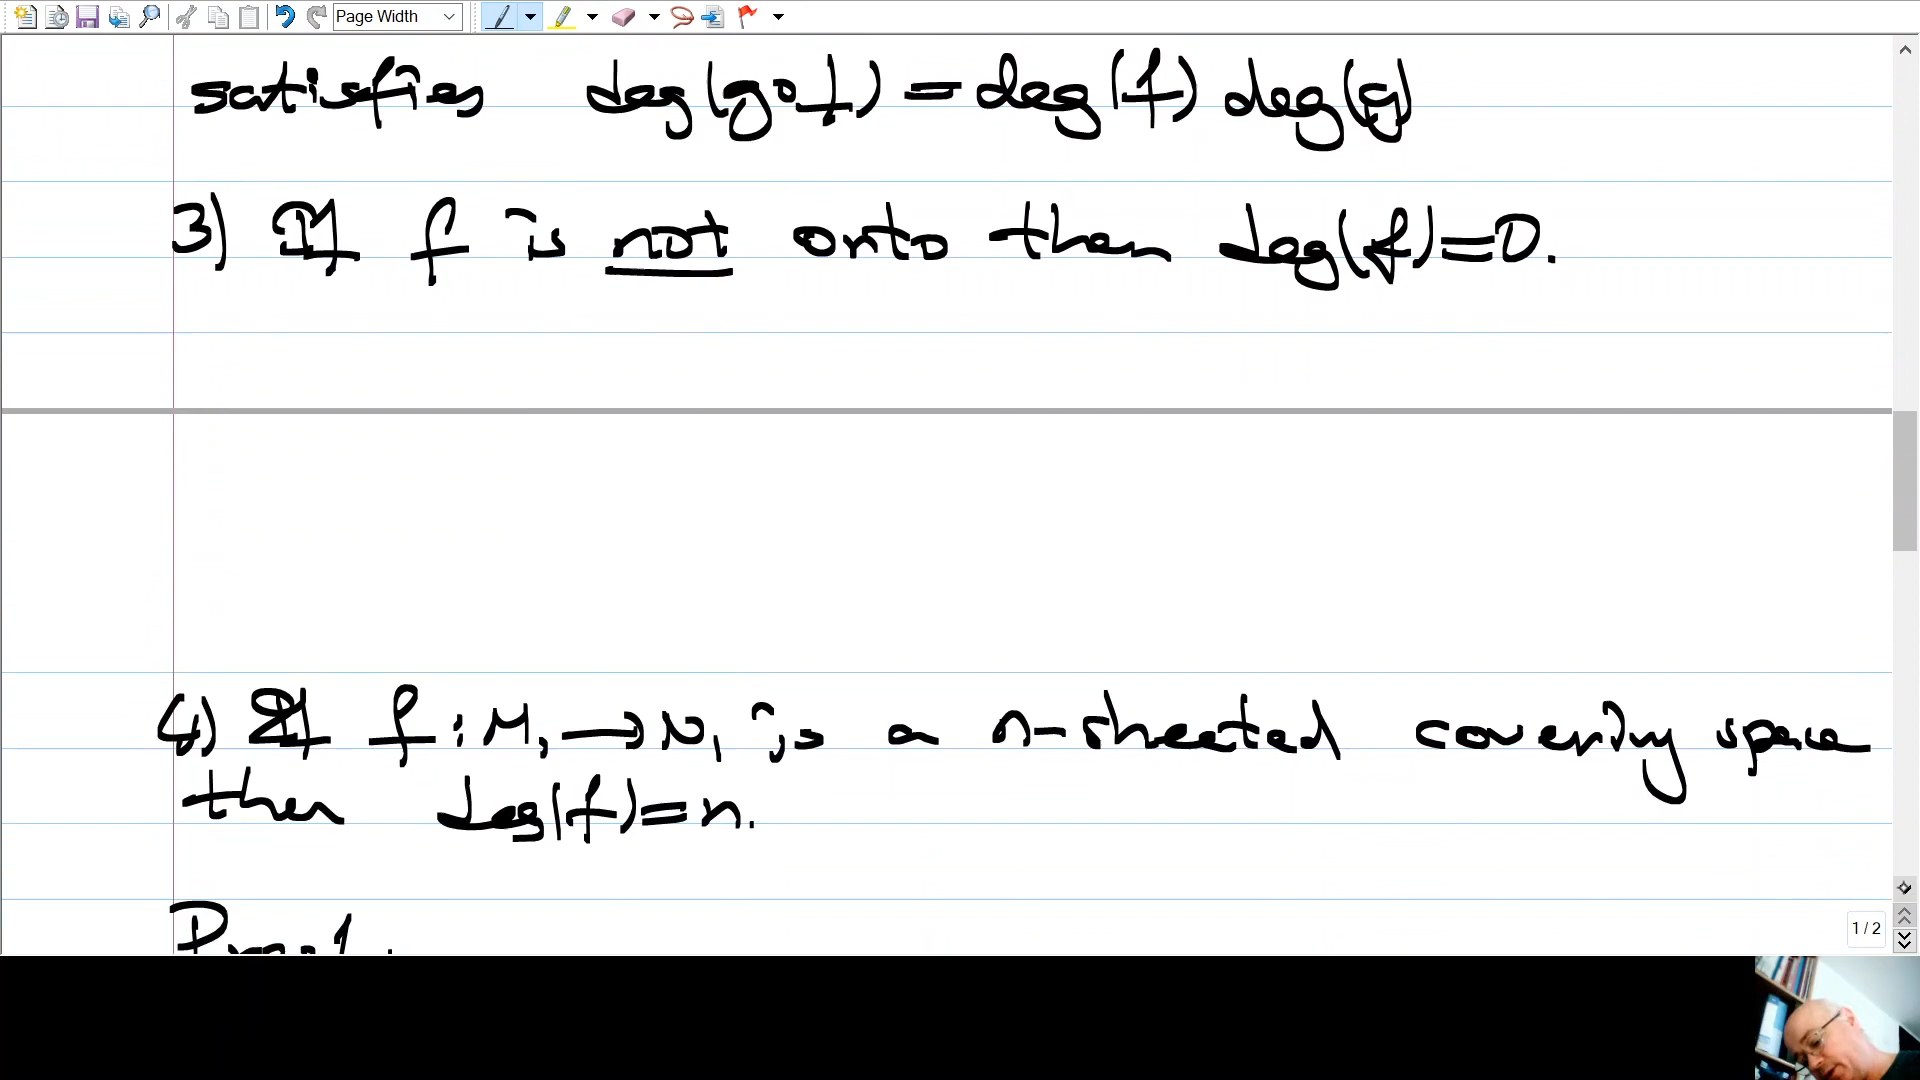 Page Width
satisfies deg(g∘f) = deg(f) deg(g)
3) If f is not onto then deg(f)=0.
4) If f : M₁ → N₁ is a n-sheeted covering space
then deg(f)=n.
Proof.
1 / 2